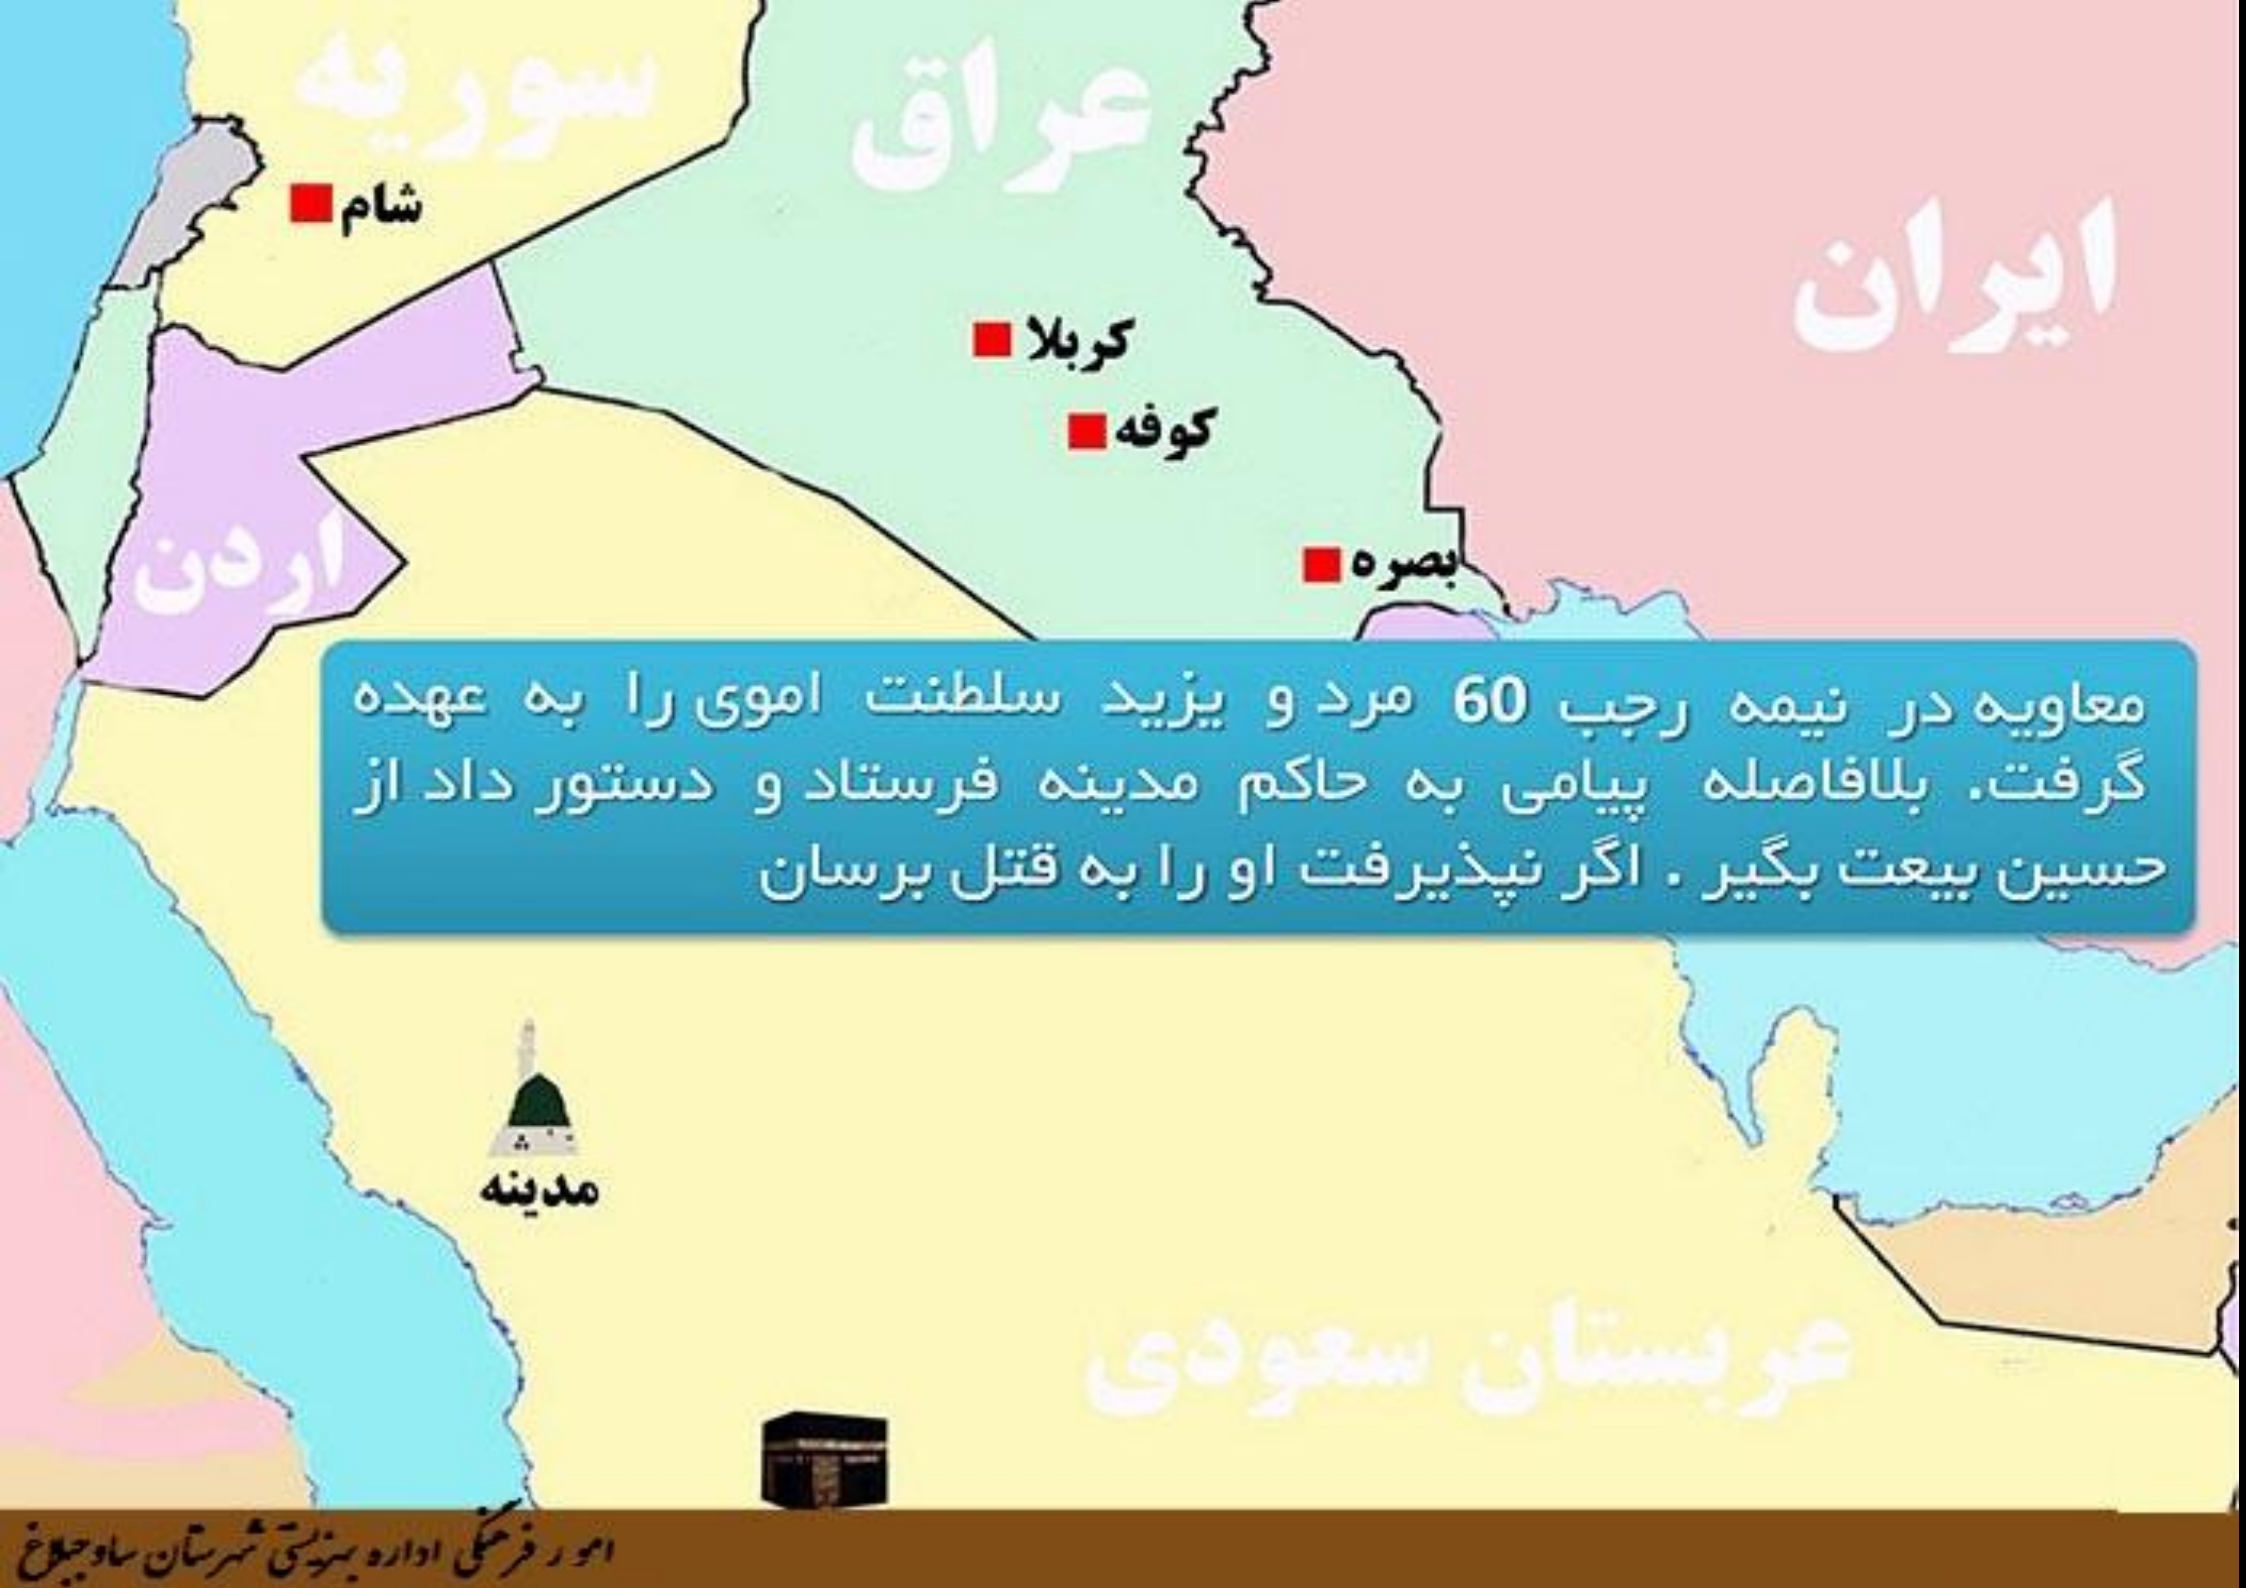 سوریه
عراق
ایران
شام
کربلا
کوفه
بصره
اردن
معاویه در نیمه رجب 60 مرد و یزید سلطنت اموی را به عهده
گرفت. بلافاصله پیامی به حاکم مدینه فرستاد و دستور داد از
حسین بیعت بگیر . اگر نپذیرفت او را به قتل برسان
مدینه
عربستان سعودی
امور فرهنگی اداره بهزیستی شهرستان ساوجبلاغ